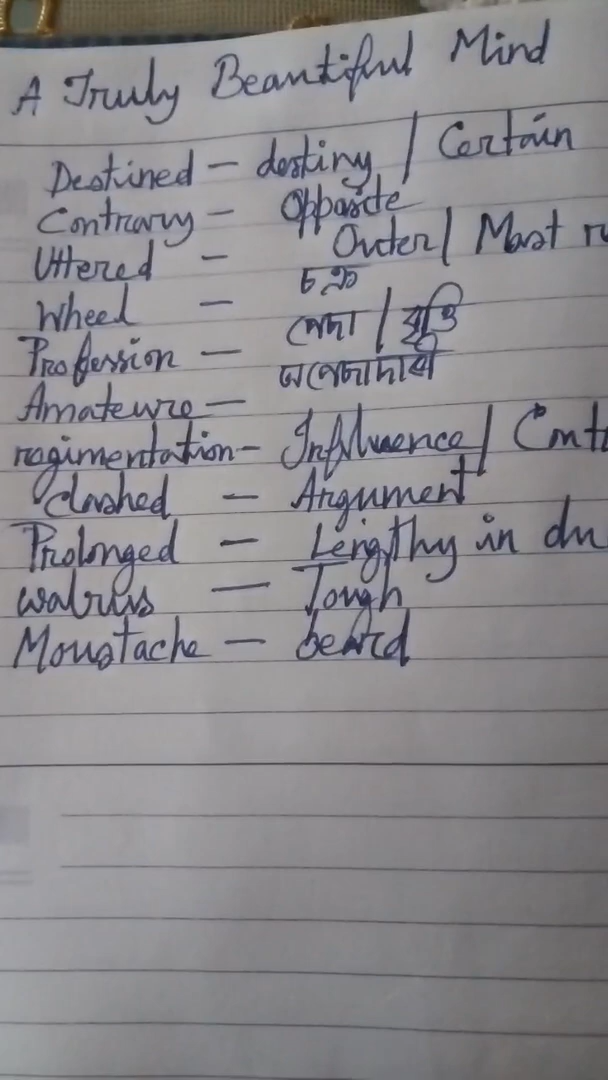 A Truly Beautiful Mind
Destined - destiny / Certain
Contrary - Opposite
Uttered - Outer / Most
Wheel - চক্র
Profession - পেশা / বৃত্তি
Amateure - অপেশাদারী
regimentation - Influence / Cont
Clashed - Argument
Prolonged - Lengthy in du
walruss - Tough
Moustache - beard